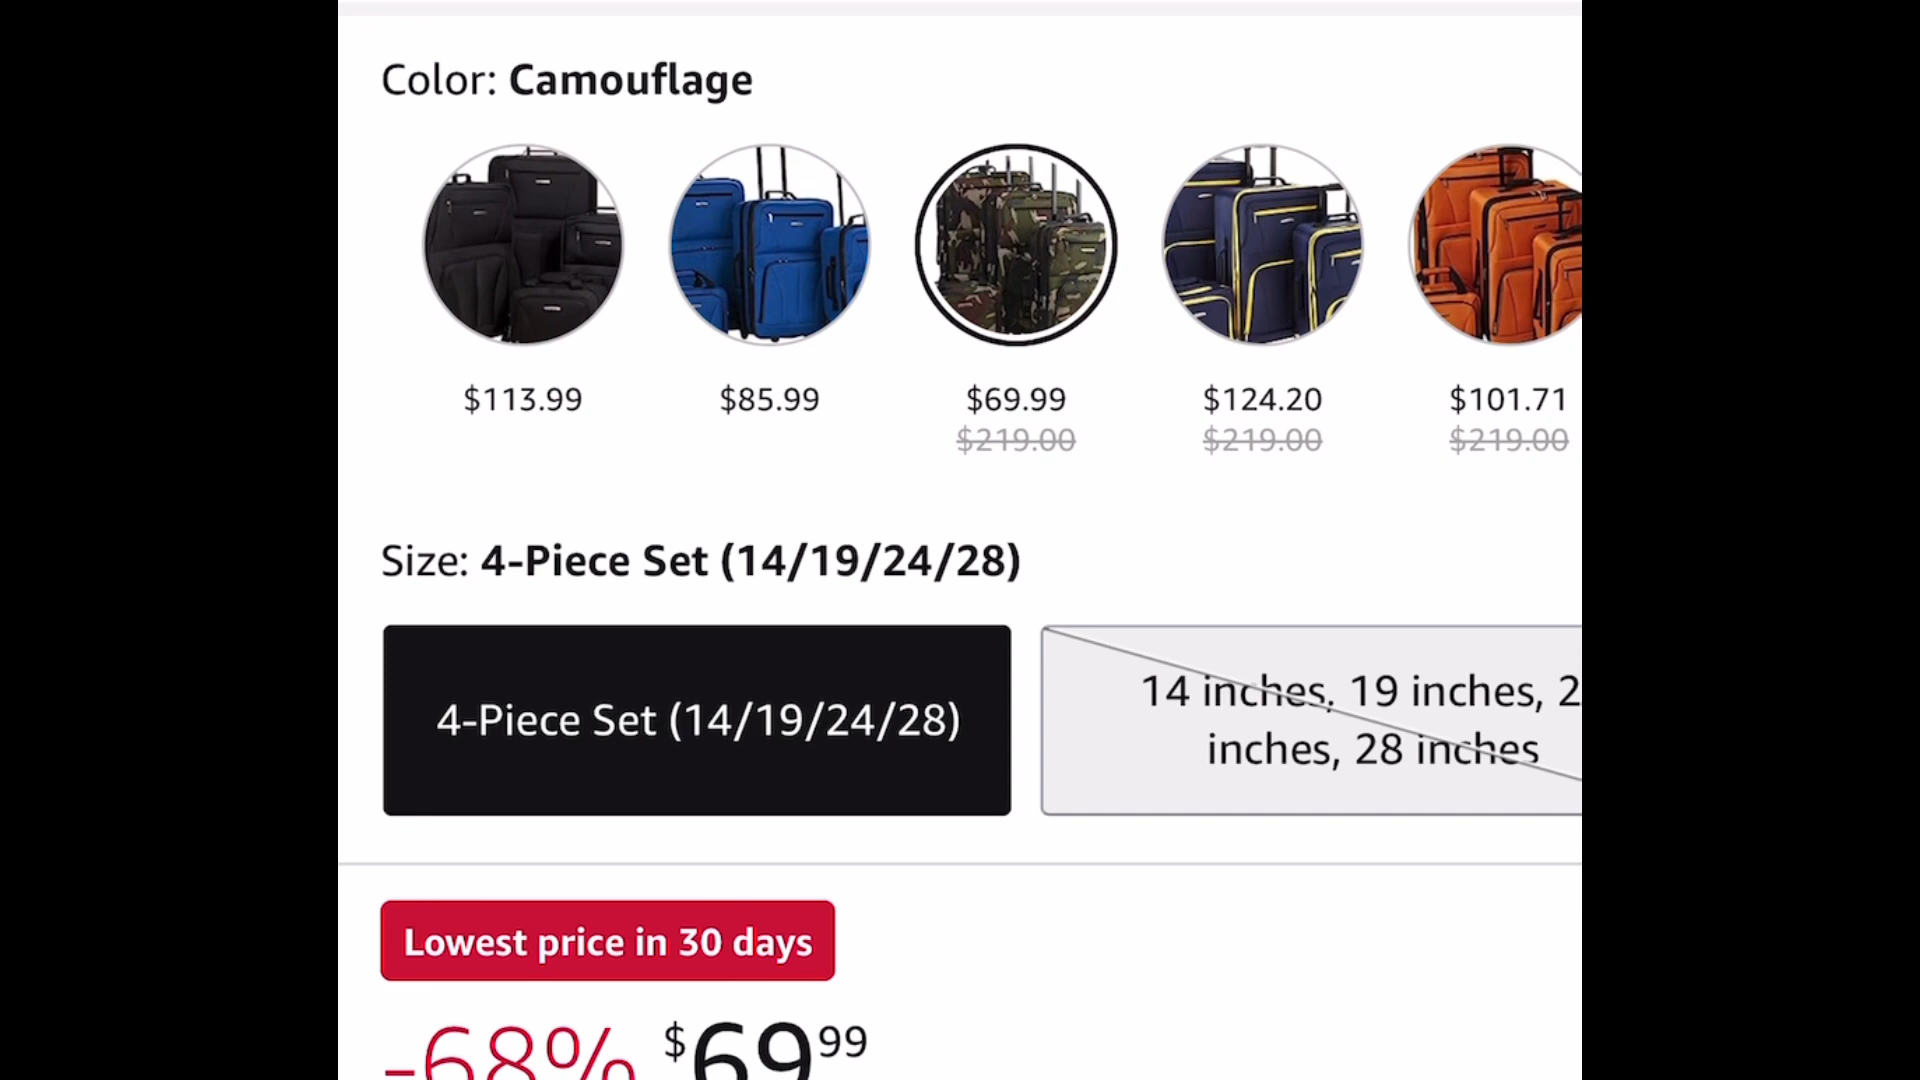 Color: Camouflage
$113.99
$85.99
$69.99
$219.00
$124.20
$219.00
$101.71
$219.00
Size: 4-Piece Set (14/19/24/28)
4-Piece Set (14/19/24/28)
14 inches, 19 inches, 2
inches, 28 inches
Lowest price in 30 days
-68% $69.99